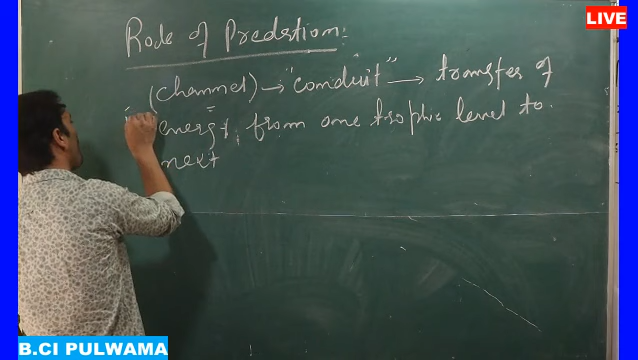 LIVE
Role of Predation:
(Channel) → "conduit" → transfer of
energy, from one trophic level to
next
B.CI PULWAMA